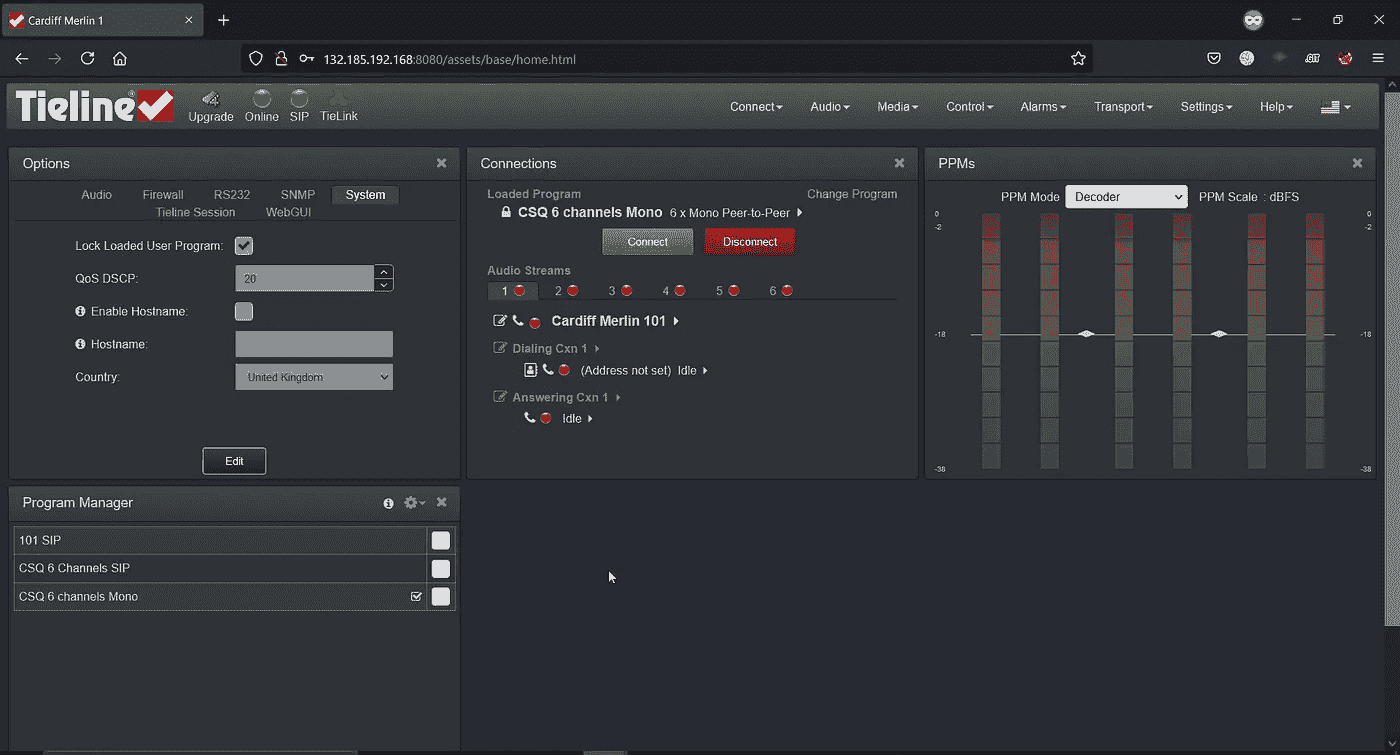 Cardiff Merlin 1
132.185.192.168:8080/assets/base/home.html
.GIT
Tieline®
Upgrade Online SIP TieLink
Connect Audio Media Control Alarms Transport Settings Help
Options
Audio Firewall RS232 SNMP System
Tieline Session WebGUI
Lock Loaded User Program:
QoS DSCP: 20
Enable Hostname:
Hostname:
Country: United Kingdom
Edit
Connections
Loaded Program Change Program
CSQ 6 channels Mono 6 x Mono Peer-to-Peer
Connect Disconnect
Audio Streams
1 2 3 4 5 6
Cardiff Merlin 101
Dialing Cxn 1
(Address not set) Idle
Answering Cxn 1
Idle
PPMs
PPM Mode Decoder PPM Scale : dBFS
0 0
-2 -2
-18 -18
-38 -38
Program Manager
101 SIP
CSQ 6 Channels SIP
CSQ 6 channels Mono